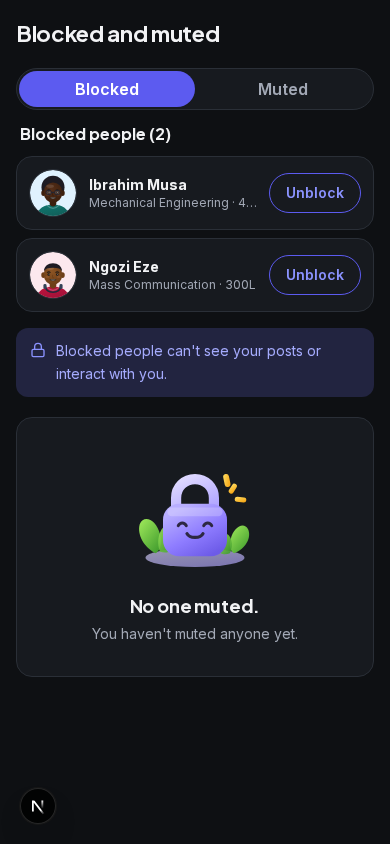 Blocked and muted
Blocked
Muted
Blocked people (2)
Ibrahim Musa
Mechanical Engineering · 4...
Unblock
Ngozi Eze
Mass Communication · 300L
Unblock
Blocked people can't see your posts or
interact with you.
No one muted.
You haven't muted anyone yet.
N